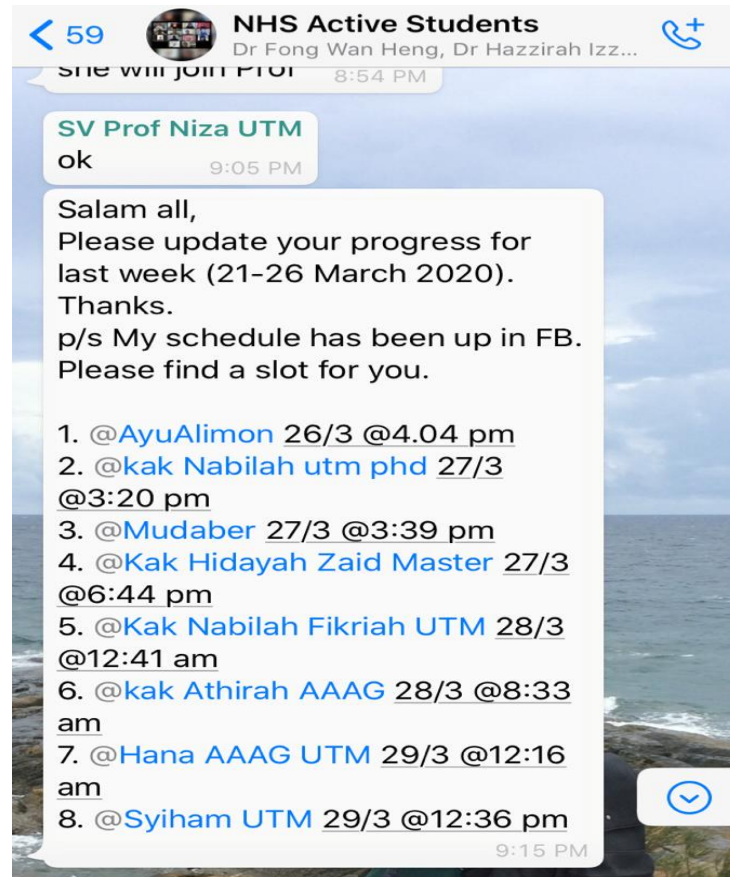 59
NHS Active Students
Dr Fong Wan Heng, Dr Hazzirah Izz...
she will join Prof
8:54 PM
SV Prof Niza UTM
ok
9:05 PM
Salam all,
Please update your progress for
last week (21-26 March 2020).
Thanks.
p/s My schedule has been up in FB.
Please find a slot for you.
1. @AyuAlimon 26/3 @4.04 pm
2. @kak Nabilah utm phd 27/3
@3:20 pm
3. @Mudaber 27/3 @3:39 pm
4. @Kak Hidayah Zaid Master 27/3
@6:44 pm
5. @Kak Nabilah Fikriah UTM 28/3
@12:41 am
6. @kak Athirah AAAG 28/3 @8:33
am
7. @Hana AAAG UTM 29/3 @12:16
am
8. @Syiham UTM 29/3 @12:36 pm
9:15 PM